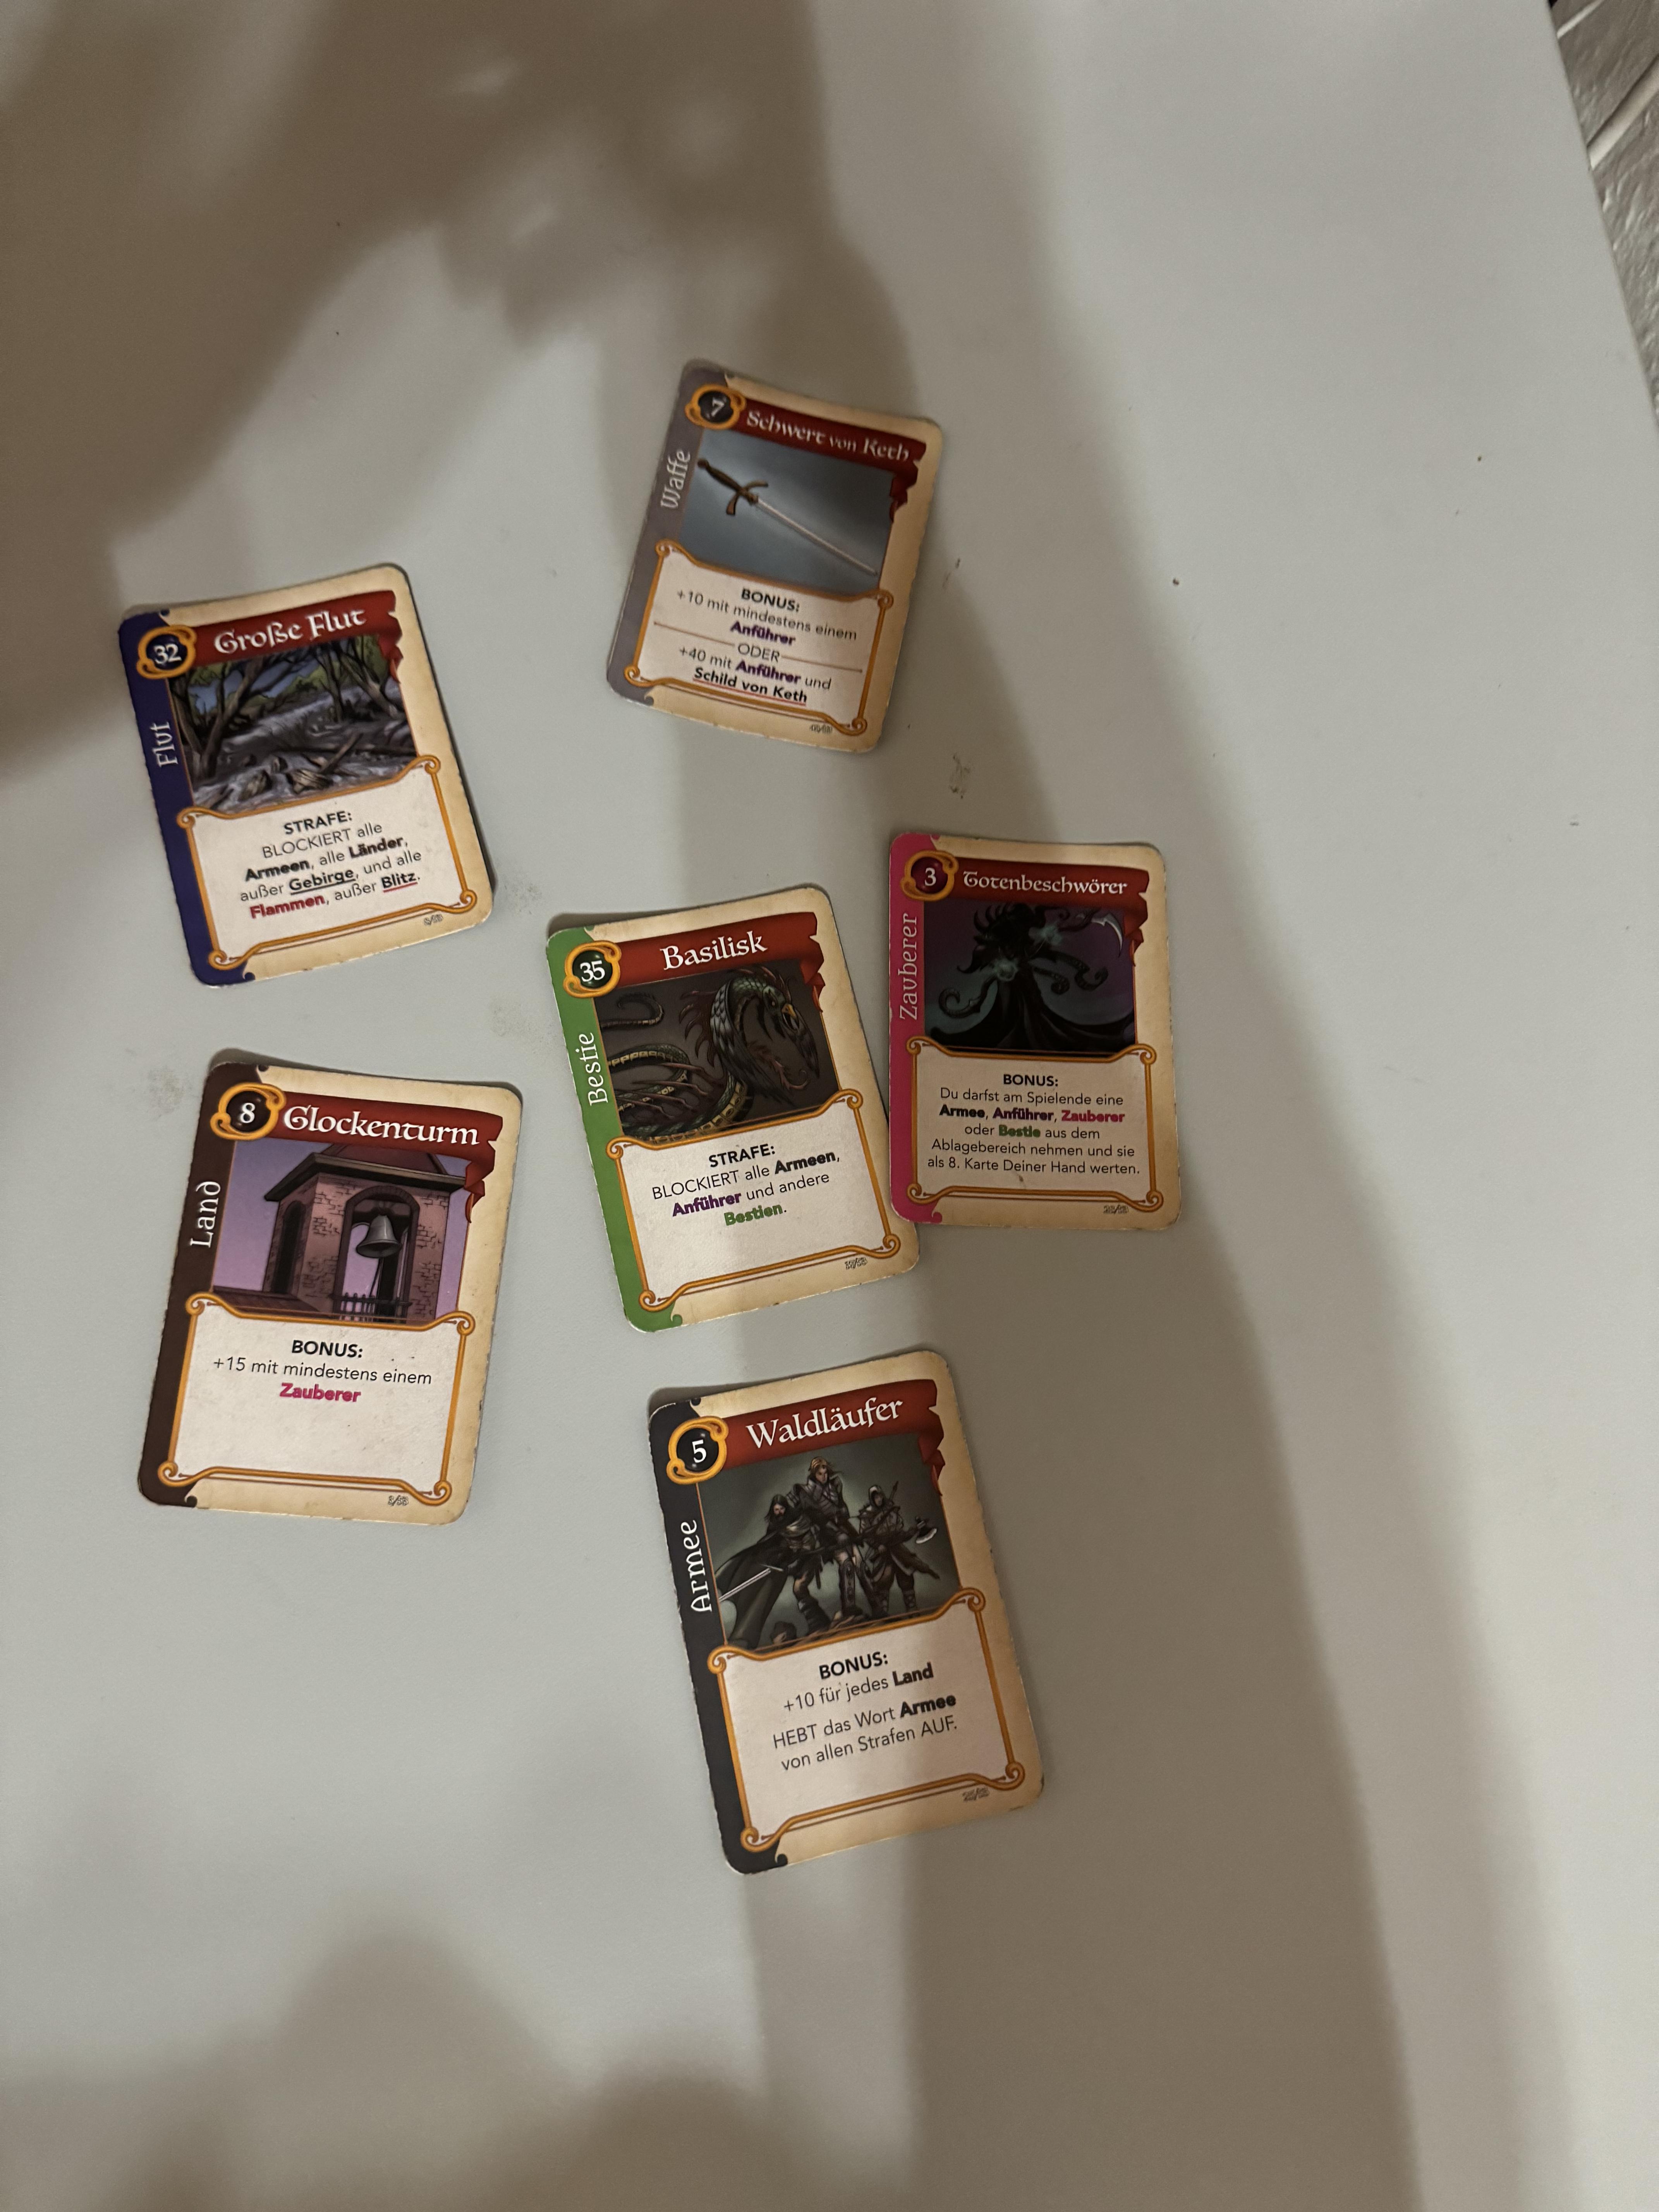 7
Schwert von Keth
Waffe
BONUS:
+10 mit mindestens einem
Anführer
ODER
+40 mit Anführer und
Schild von Keth
32
Große Flut
Flut
STRAFE:
BLOCKIERT alle
Armeen, alle Länder,
außer Gebirge, und alle
Flammen, außer Blitz.
3
Totenbeschwörer
Zauberer
BONUS:
Du darfst am Spielende eine
Armee, Anführer, Zauberer
oder Bestie aus dem
Ablagebereich nehmen und sie
als 8. Karte Deiner Hand werten.
35
Basilisk
Bestie
STRAFE:
BLOCKIERT alle Armeen,
Anführer und andere
Bestien.
8
Glockenturm
Land
BONUS:
+15 mit mindestens einem
Zauberer
5
Waldläufer
Armee
BONUS:
+10 für jedes Land
HEBT das Wort Armee
von allen Strafen AUF.